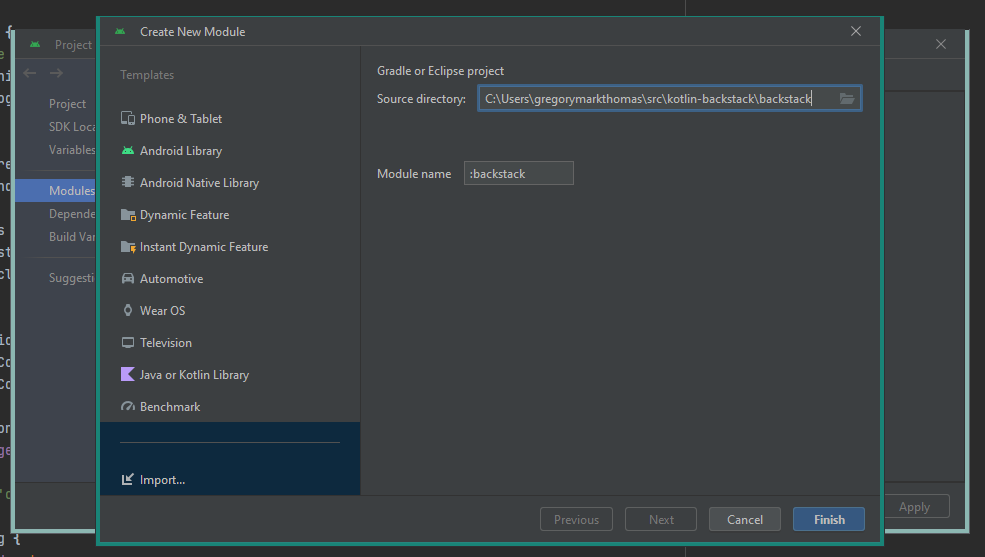 Create New Module
Project
Templates
Gradle or Eclipse project
Source directory: C:\Users\gregorymarkthomas\src\kotlin-backstack\backstack
Project
Phone & Tablet
SDK Loca
Android Library
Variables
Module name :backstack
Android Native Library
Modules
Dynamic Feature
Depende
Build Var
Instant Dynamic Feature
Suggesti
Automotive
Wear OS
Television
Java or Kotlin Library
Benchmark
Import...
Previous Next Cancel Finish Apply